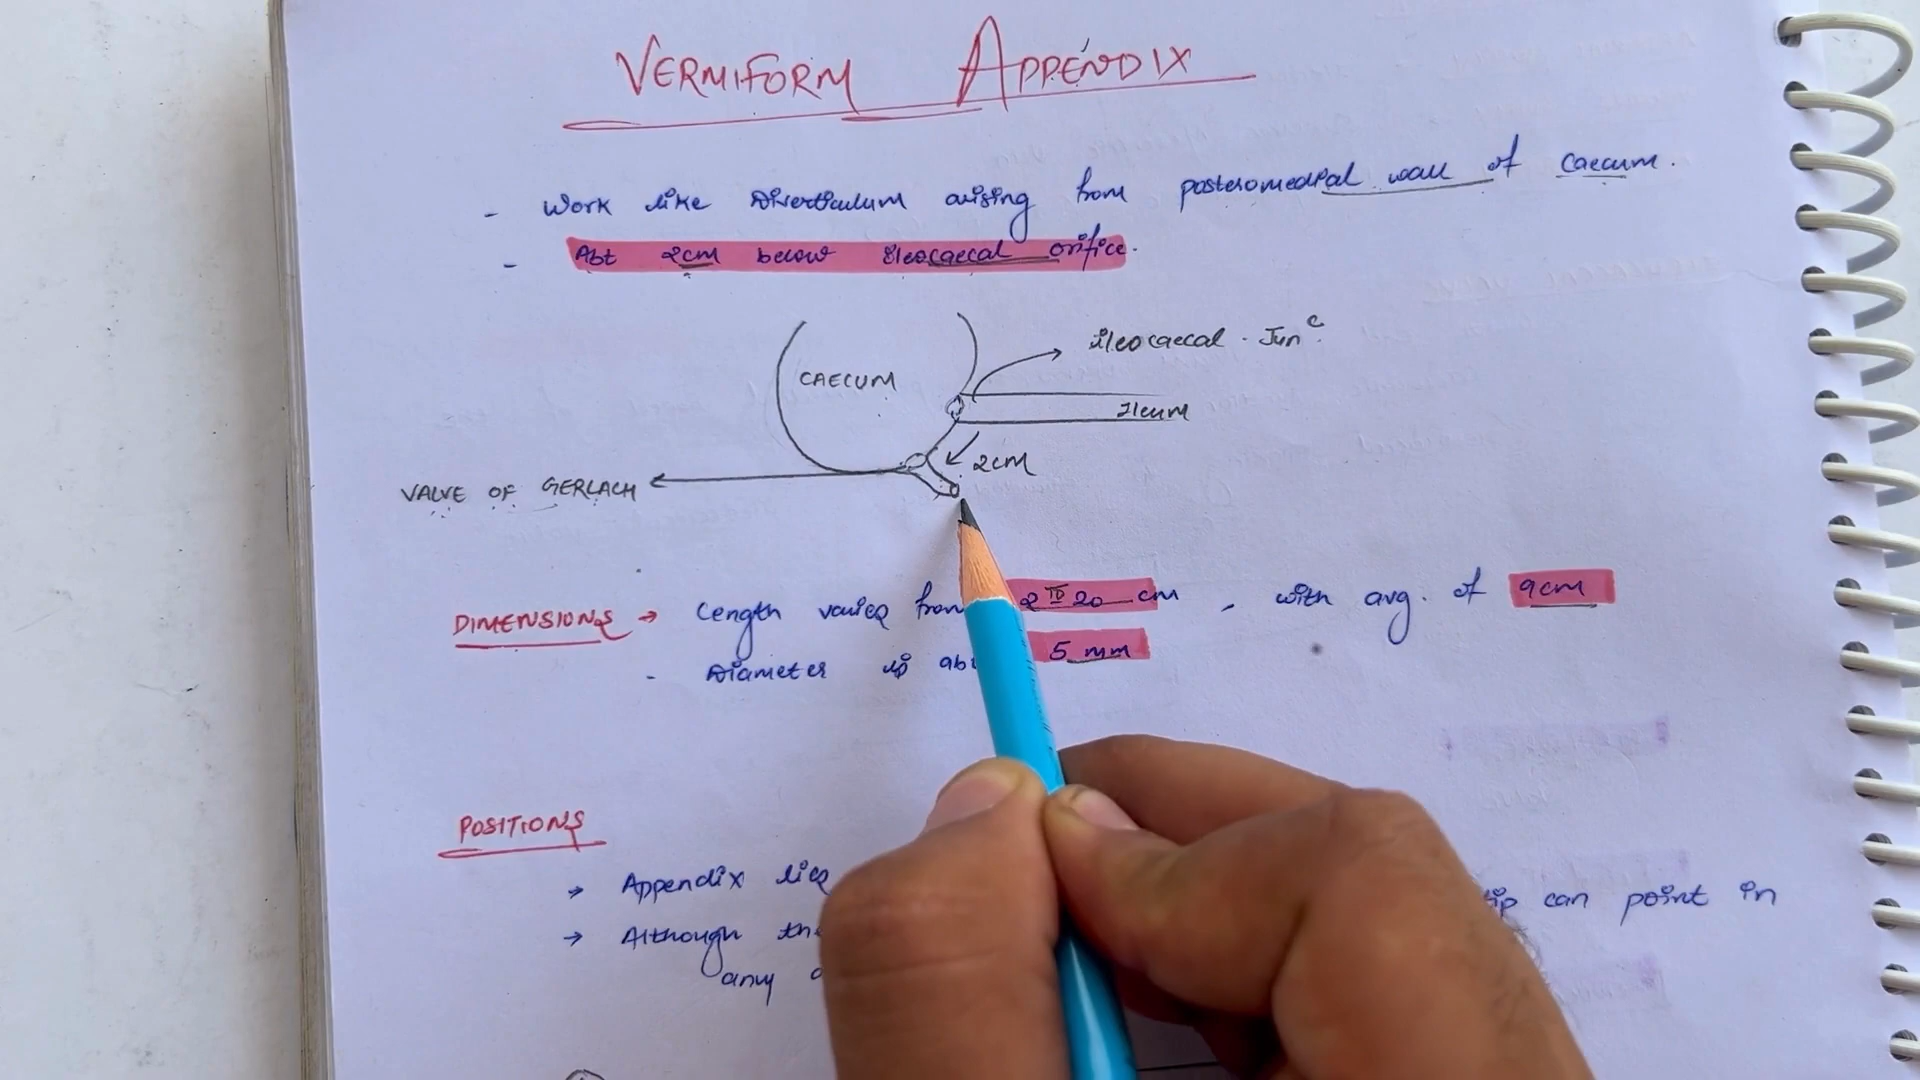 VERMIFORM APPENDIX
- Work like Diverticulum arising from posteromedial wall of Caecum.
- Abt 2cm below ileocaecal orifice.
ileocaecal. Junc.
CAECUM
Ileum
2cm
VALVE OF GERLACH
DIMENSIONS → Length varies from 2 to 20 cm - with avg. of 9cm
- Diameter is 5 mm
POSITIONS
→ Appendix lies tip can point in
→ Although
any